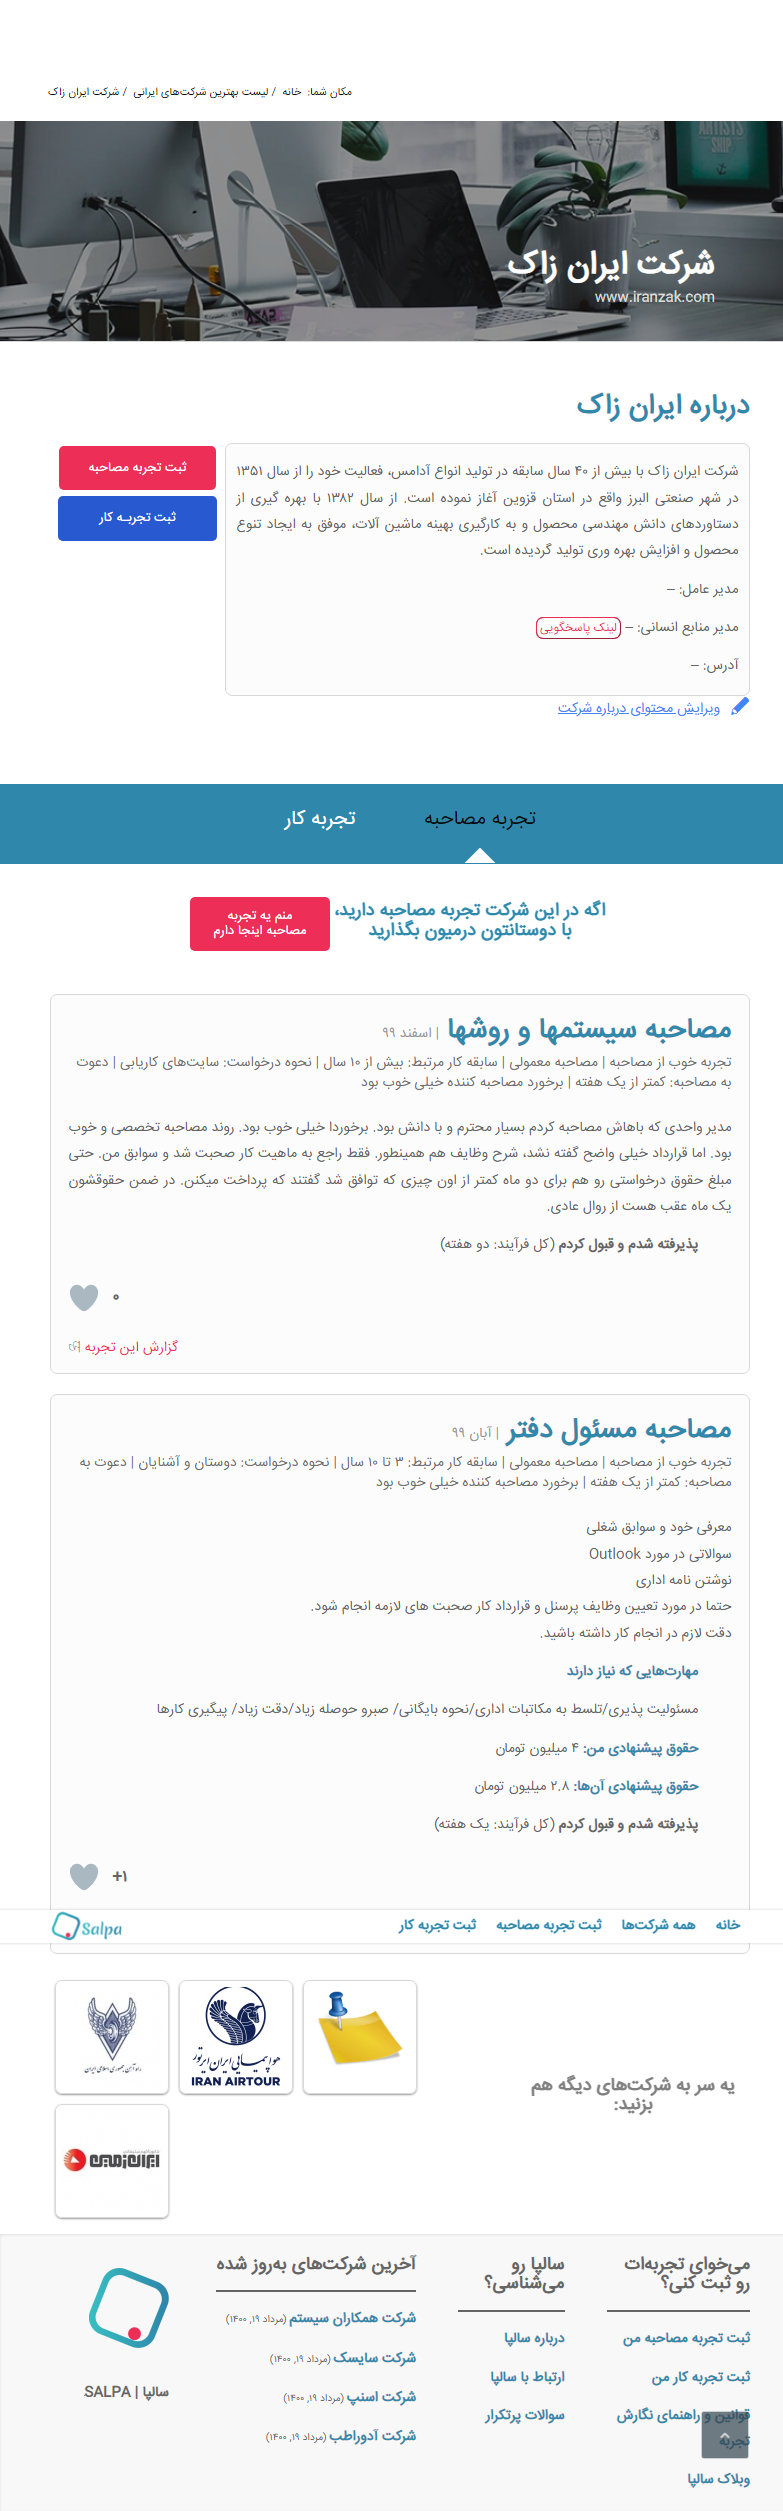 مکان شما: خانه / لیست بهترین شرکت‌های ایرانی / شرکت ایران زاک
ARTISTS
SHIP
شرکت ایران زاک
www.iranzak.com
درباره ایران زاک
شرکت ایران زاک با بیش از ۴۰ سال سابقه در تولید انواع آدامس، فعالیت خود را از سال ۱۳۵۱
در شهر صنعتی البرز واقع در استان قزوین آغاز نموده است. از سال ۱۳۸۲ با بهره گیری از
دستاوردهای دانش مهندسی محصول و به کارگیری بهینه ماشین آلات، موفق به ایجاد تنوع
محصول و افزایش بهره وری تولید گردیده است.
مدیر عامل: –
مدیر منابع انسانی: – لینک پاسخگویی
آدرس: –
ویرایش محتوای درباره شرکت
ثبت تجربه مصاحبه
ثبت تجربـه کار
تجربه مصاحبه
تجربه کار
اگه در این شرکت تجربه مصاحبه دارید،
با دوستانتون درمیون بگذارید
منم یه تجربه
مصاحبه اینجا دارم
مصاحبه سیستمها و روشها | اسفند ۹۹
تجربه خوب از مصاحبه | مصاحبه معمولی | سابقه کار مرتبط: بیش از ۱۰ سال | نحوه درخواست: سایت‌های کاریابی | دعوت
به مصاحبه: کمتر از یک هفته | برخورد مصاحبه کننده خیلی خوب بود
مدیر واحدی که باهاش مصاحبه کردم بسیار محترم و با دانش بود. برخوردا خیلی خوب بود. روند مصاحبه تخصصی و خوب
بود. اما قرارداد خیلی واضح گفته نشد، شرح وظایف هم همینطور. فقط راجع به ماهیت کار صحبت شد و سوابق من. حتی
مبلغ حقوق درخواستی رو هم برای دو ماه کمتر از اون چیزی که توافق شد گفتند که پرداخت میکنن. در ضمن حقوقشون
یک ماه عقب هست از روال عادی.
پذیرفته شدم و قبول کردم (کل فرآیند: دو هفته)
۰
گزارش این تجربه
مصاحبه مسئول دفتر | آبان ۹۹
تجربه خوب از مصاحبه | مصاحبه معمولی | سابقه کار مرتبط: ۳ تا ۱۰ سال | نحوه درخواست: دوستان و آشنایان | دعوت به
مصاحبه: کمتر از یک هفته | برخورد مصاحبه کننده خیلی خوب بود
معرفی خود و سوابق شغلی
سوالاتی در مورد Outlook
نوشتن نامه اداری
حتما در مورد تعیین وظایف پرسنل و قرارداد کار صحبت های لازمه انجام شود.
دقت لازم در انجام کار داشته باشید.
مهارت‌هایی که نیاز دارند
مسئولیت پذیری/تلسط به مکاتبات اداری/نحوه بایگانی/ صبرو حوصله زیاد/دقت زیاد/ پیگیری کارها
حقوق پیشنهادی من: ۴ میلیون تومان
حقوق پیشنهادی آن‌ها: ۲.۸ میلیون تومان
پذیرفته شدم و قبول کردم (کل فرآیند: یک هفته)
+۱
خانه
همه شرکت‌ها
ثبت تجربه مصاحبه
ثبت تجربه کار
Salpa
یه سر به شرکت‌های دیگه هم
بزنید:
هواپیمایی ایران ایرتور
IRAN AIRTOUR
راه آهن جمهوری اسلامی ایران
ایران زمین
می‌خوای تجربه‌ات
رو ثبت کنی؟
ثبت تجربه مصاحبه من
ثبت تجربه کار من
قوانین و راهنمای نگارش
تجربه
وبلاگ سالپا
سالپا رو
می‌شناسی؟
درباره سالپا
ارتباط با سالپا
سوالات پرتکرار
آخرین شرکت‌های به‌روز شده
شرکت همکاران سیستم (مرداد ۱۹, ۱۴۰۰)
شرکت سایسک (مرداد ۱۹, ۱۴۰۰)
شرکت اسنپ (مرداد ۱۹, ۱۴۰۰)
شرکت آدوراطب (مرداد ۱۹, ۱۴۰۰)
سالپا | SALPA